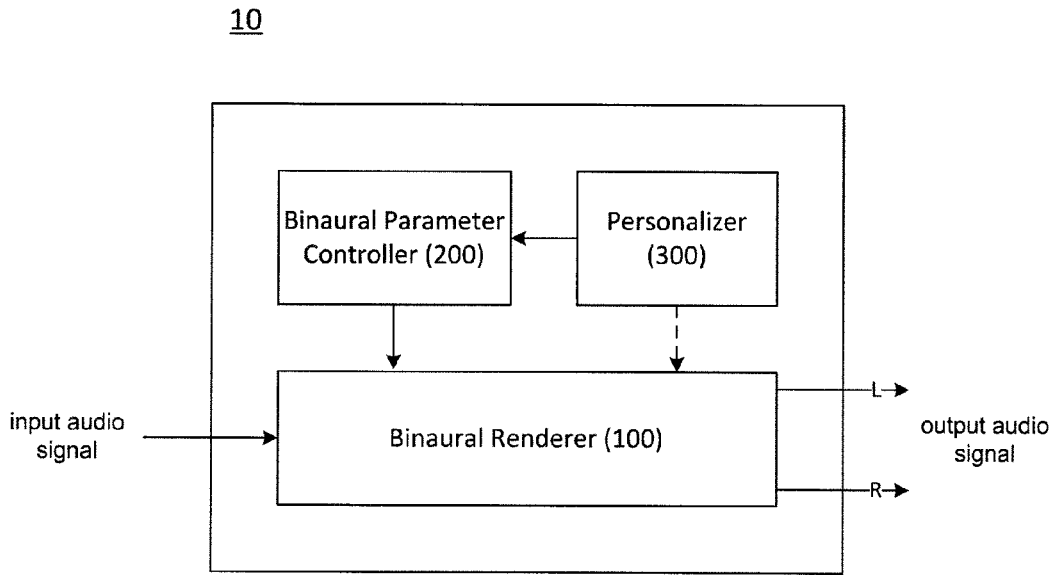 10
Binaural Parameter
Controller (200)
Personalizer
(300)
input audio
signal
Binaural Renderer (100)
L
R
output audio
signal